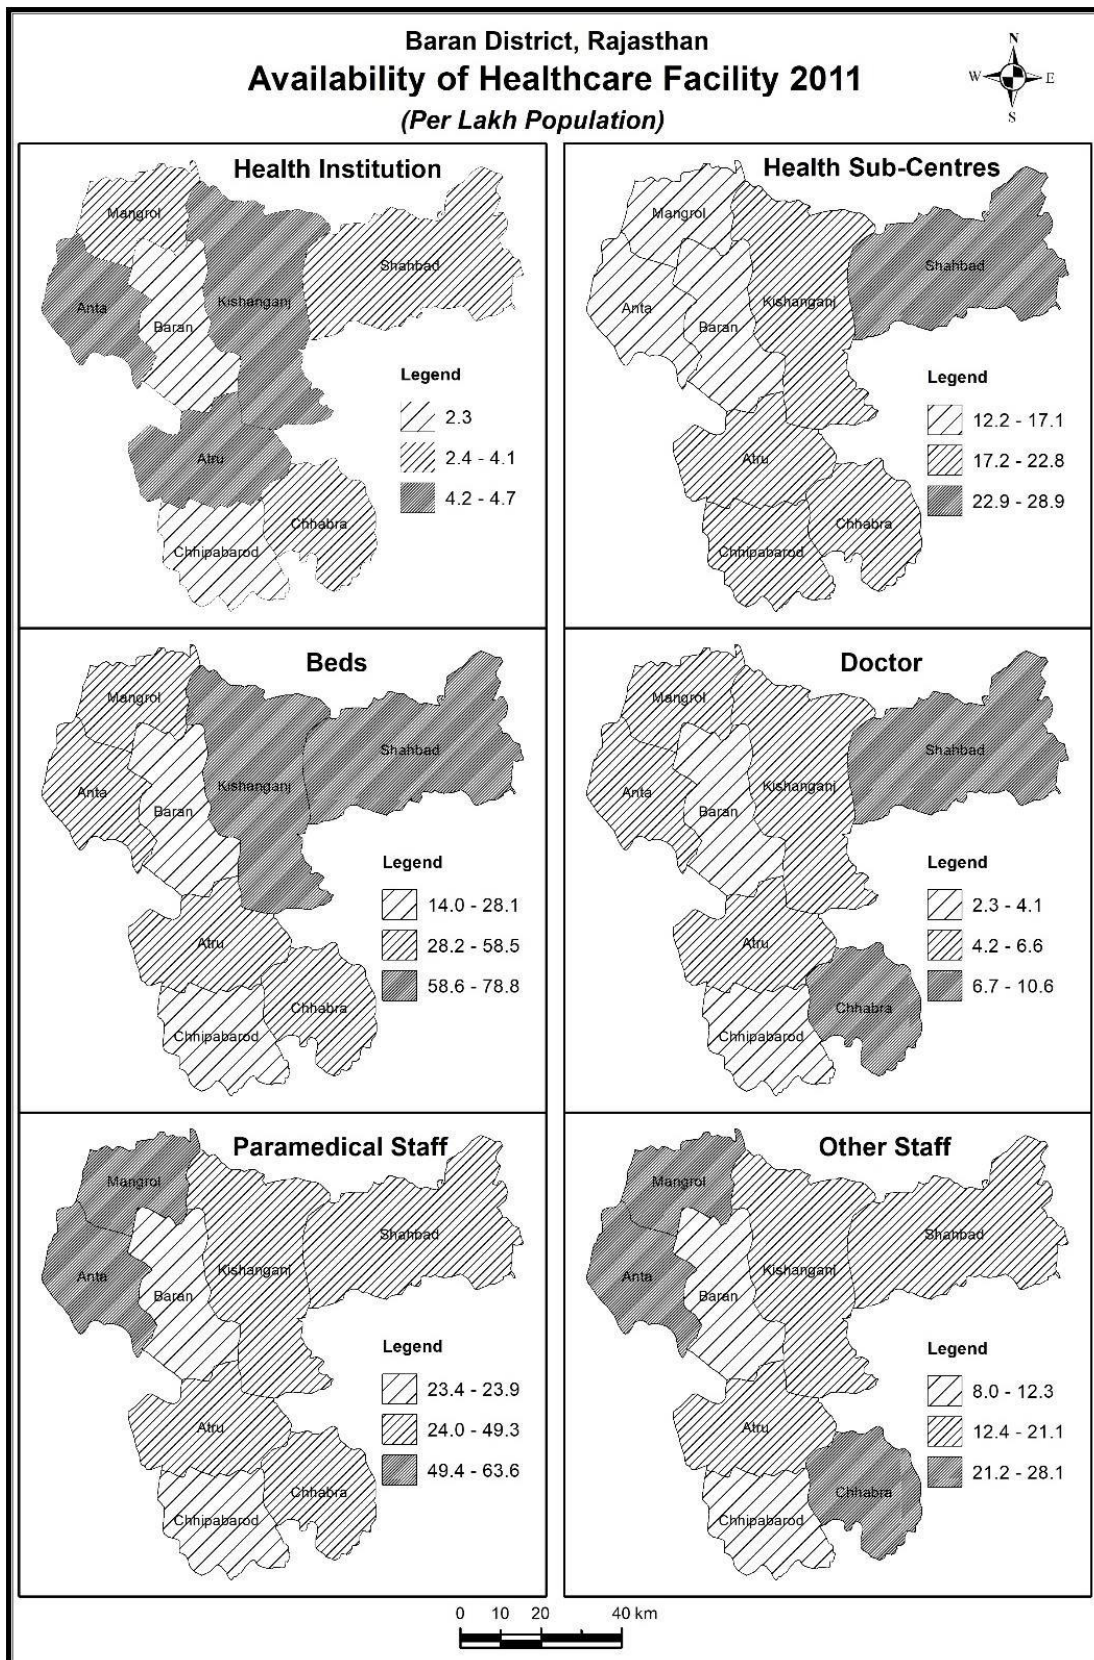 Baran District, Rajasthan
Availability of Healthcare Facility 2011
(Per Lakh Population)
N
W E
S
Health Institution
Mangrol
Shahbad
Anta
Kishanganj
Baran
Atru
Chhabra
Chhipabarod
Legend
2.3
2.4 - 4.1
4.2 - 4.7
Health Sub-Centres
Mangrol
Shahbad
Anta
Kishanganj
Baran
Atru
Chhabra
Chhipabarod
Legend
12.2 - 17.1
17.2 - 22.8
22.9 - 28.9
Beds
Mangrol
Shahbad
Anta
Kishanganj
Baran
Atru
Chhabra
Chhipabarod
Legend
14.0 - 28.1
28.2 - 58.5
58.6 - 78.8
Doctor
Mangrol
Shahbad
Anta
Kishanganj
Baran
Atru
Chhabra
Chhipabarod
Legend
2.3 - 4.1
4.2 - 6.6
6.7 - 10.6
Paramedical Staff
Mangrol
Shahbad
Anta
Kishanganj
Baran
Atru
Chhabra
Chhipabarod
Legend
23.4 - 23.9
24.0 - 49.3
49.4 - 63.6
Other Staff
Mangrol
Shahbad
Anta
Kishanganj
Baran
Atru
Chhabra
Chhipabarod
Legend
8.0 - 12.3
12.4 - 21.1
21.2 - 28.1
0 10 20 40 km